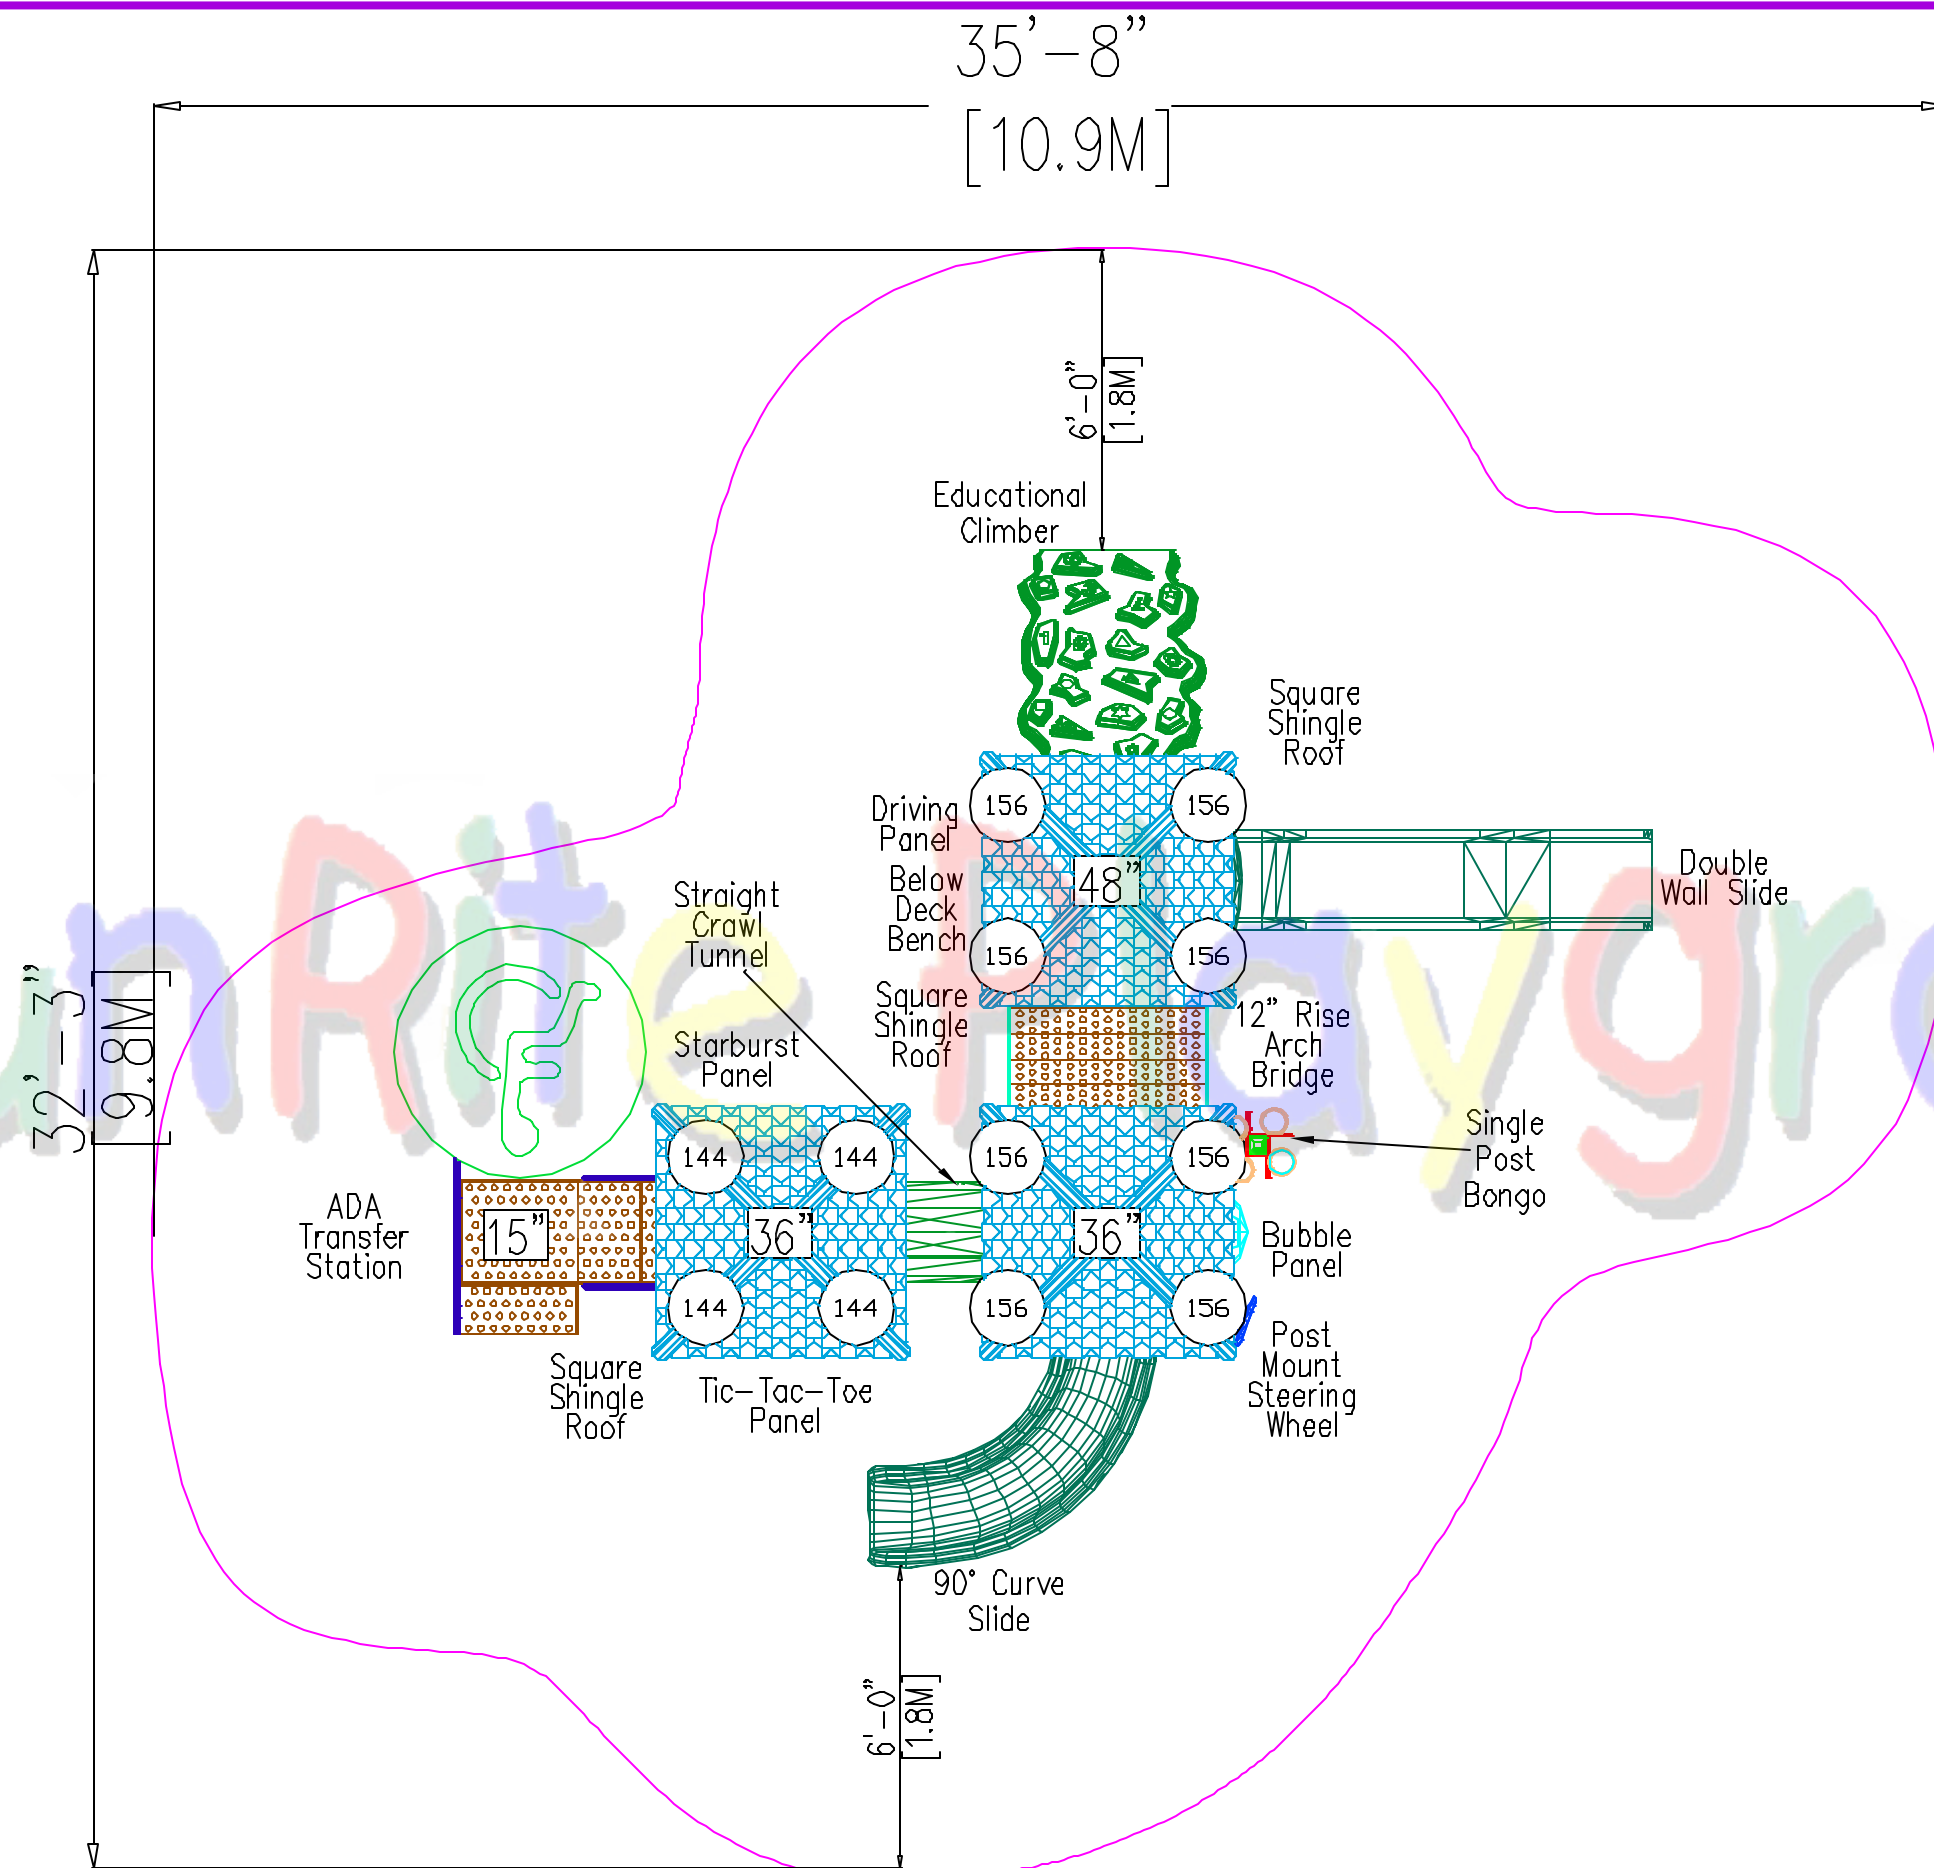 35'-8"
[10.9M]
6'-0"
[1.8M]
Educational
Climber
Square
Shingle
Roof
Driving
Panel
156
156
Double
Wall Slide
48"
Below
Deck
Bench
Straight
Crawl
Tunnel
156
156
unRite Playgro
32'-3"
[9.8M]
Square
Shingle
Roof
12" Rise
Arch
Bridge
Starburst
Panel
Single
Post
Bongo
144
144
156
156
ADA
Transfer
Station
15"
36"
36"
Bubble
Panel
144
144
156
156
Post
Mount
Steering
Wheel
Square
Shingle
Roof
Tic-Tac-Toe
Panel
90° Curve
Slide
6'-0"
[1.8M]